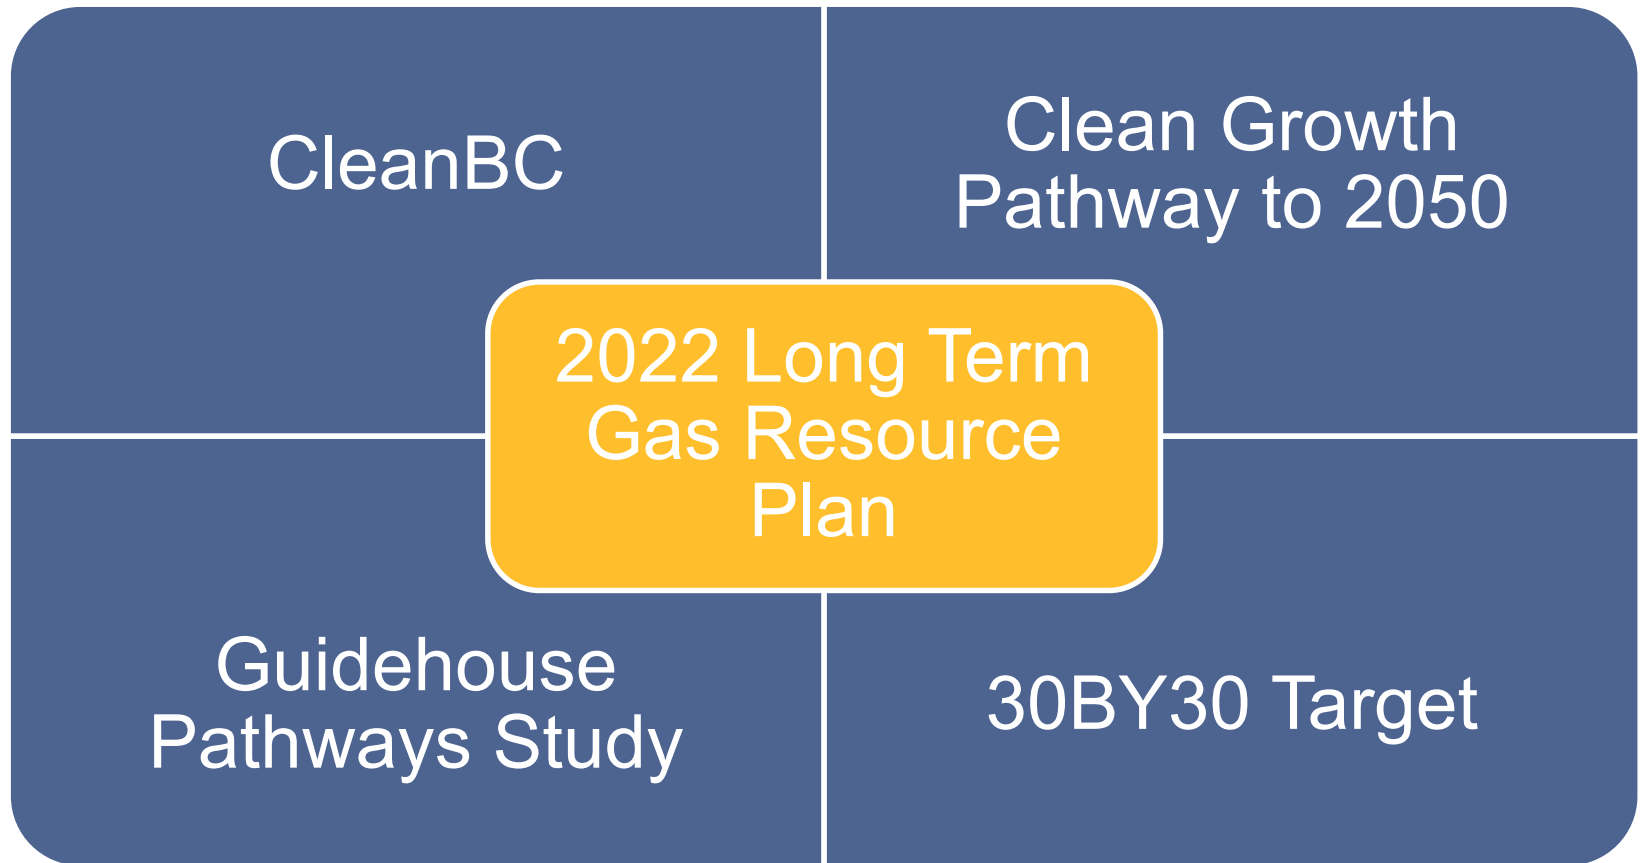 CleanBC
Clean Growth
Pathway to 2050
2022 Long Term
Gas Resource
Plan
Guidehouse
Pathways Study
30BY30 Target